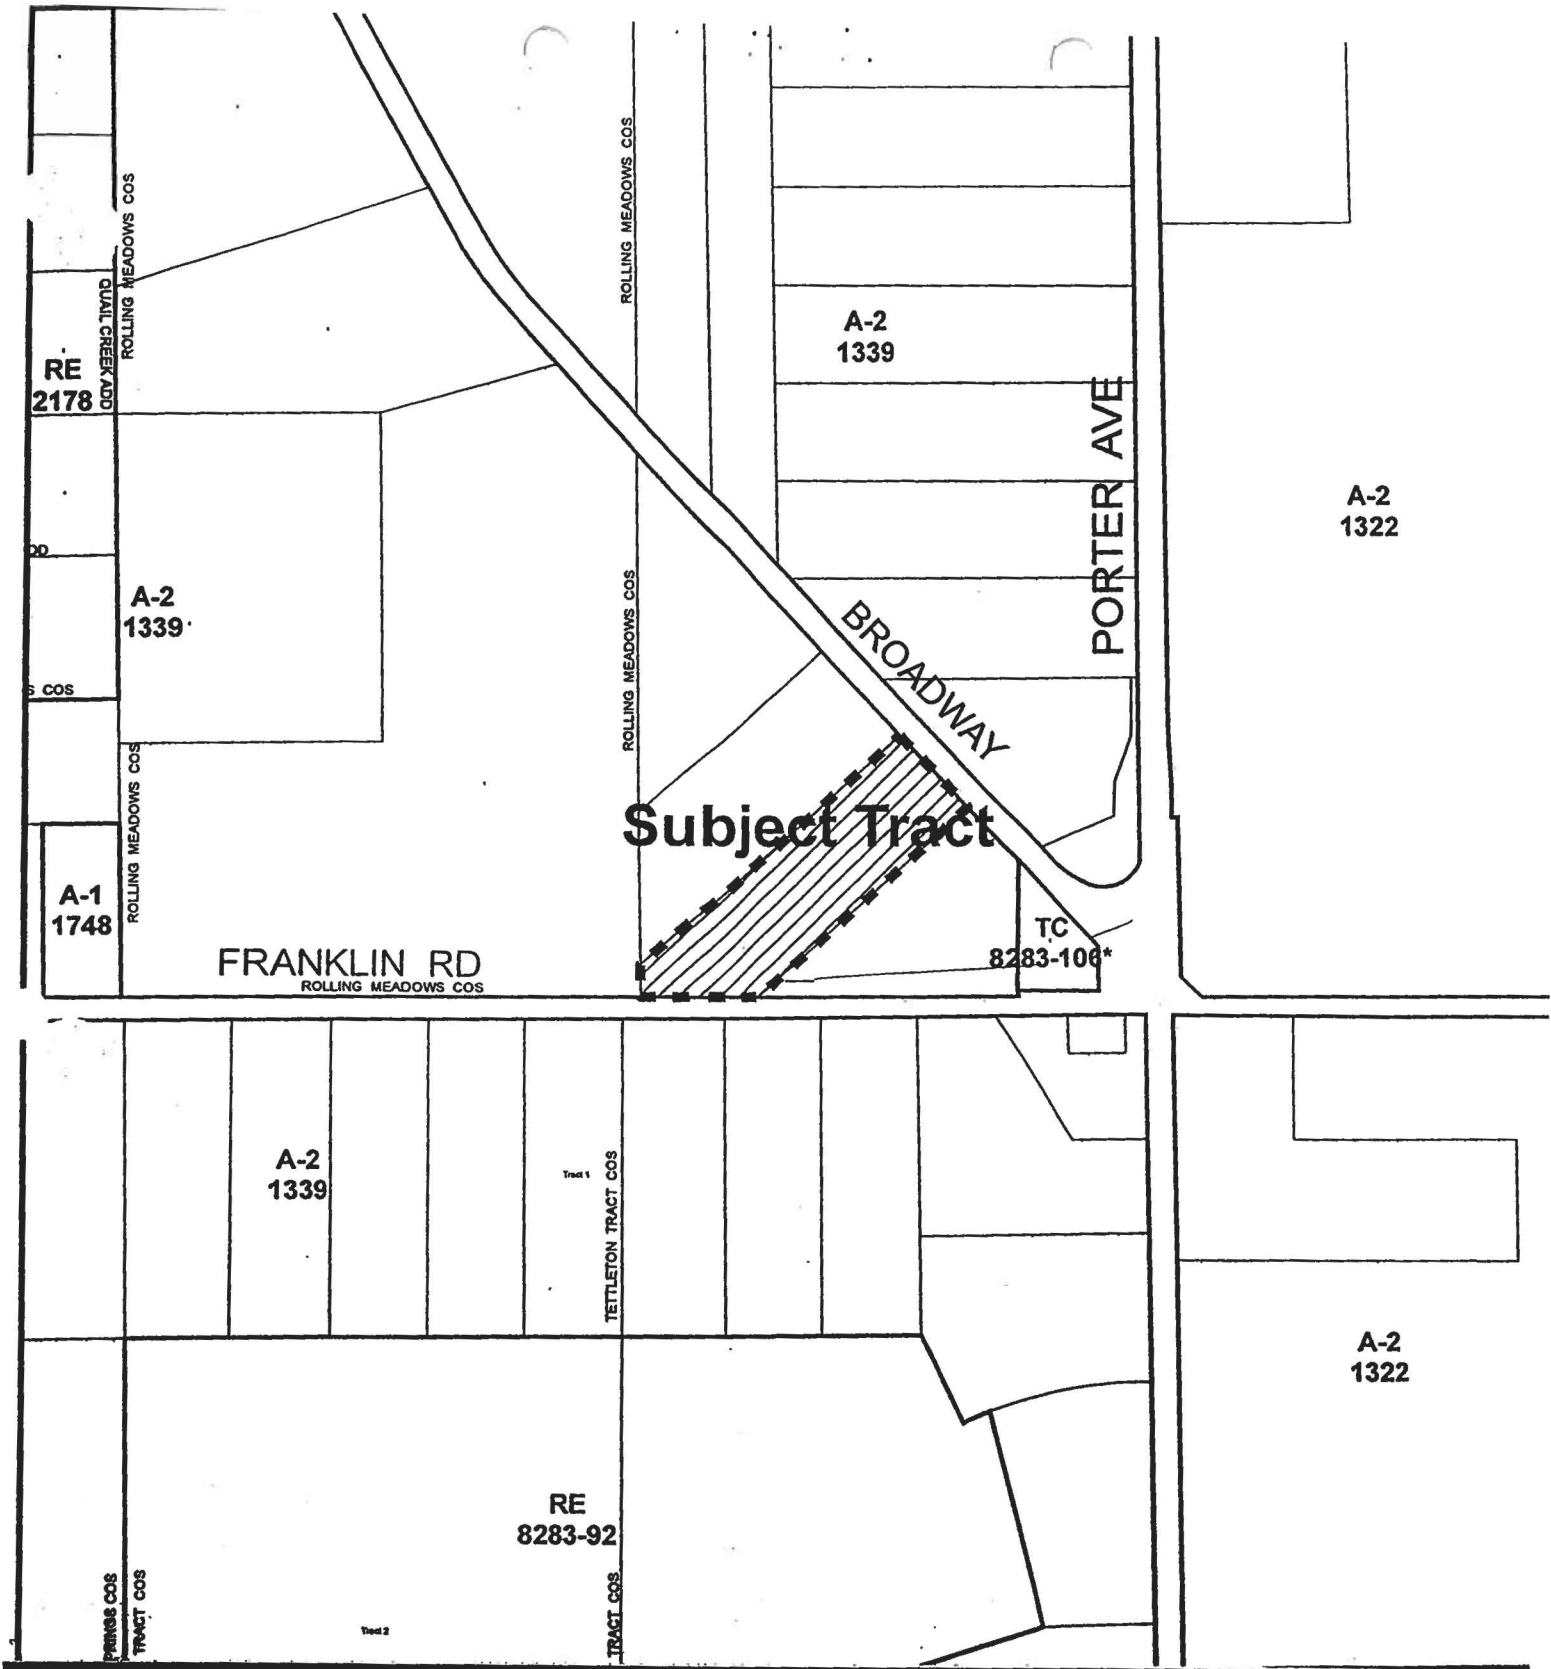 ROLLING MEADOWS COS
ROLLING MEADOWS COS
QUAIL CREEK ADD
A-2
1339
RE
2178
PORTER AVE
A-2
1322
DD
A-2
1339
ROLLING MEADOWS COS
BROADWAY
S COS
ROLLING MEADOWS COS
Subject Tract
A-1
1748
TC
8283-106*
FRANKLIN RD
ROLLING MEADOWS COS
A-2
1339
Tract 1
TETTLETON TRACT COS
A-2
1322
RE
8283-92
PRINGS COS
TRACT COS
TRACT COS
Tract 2